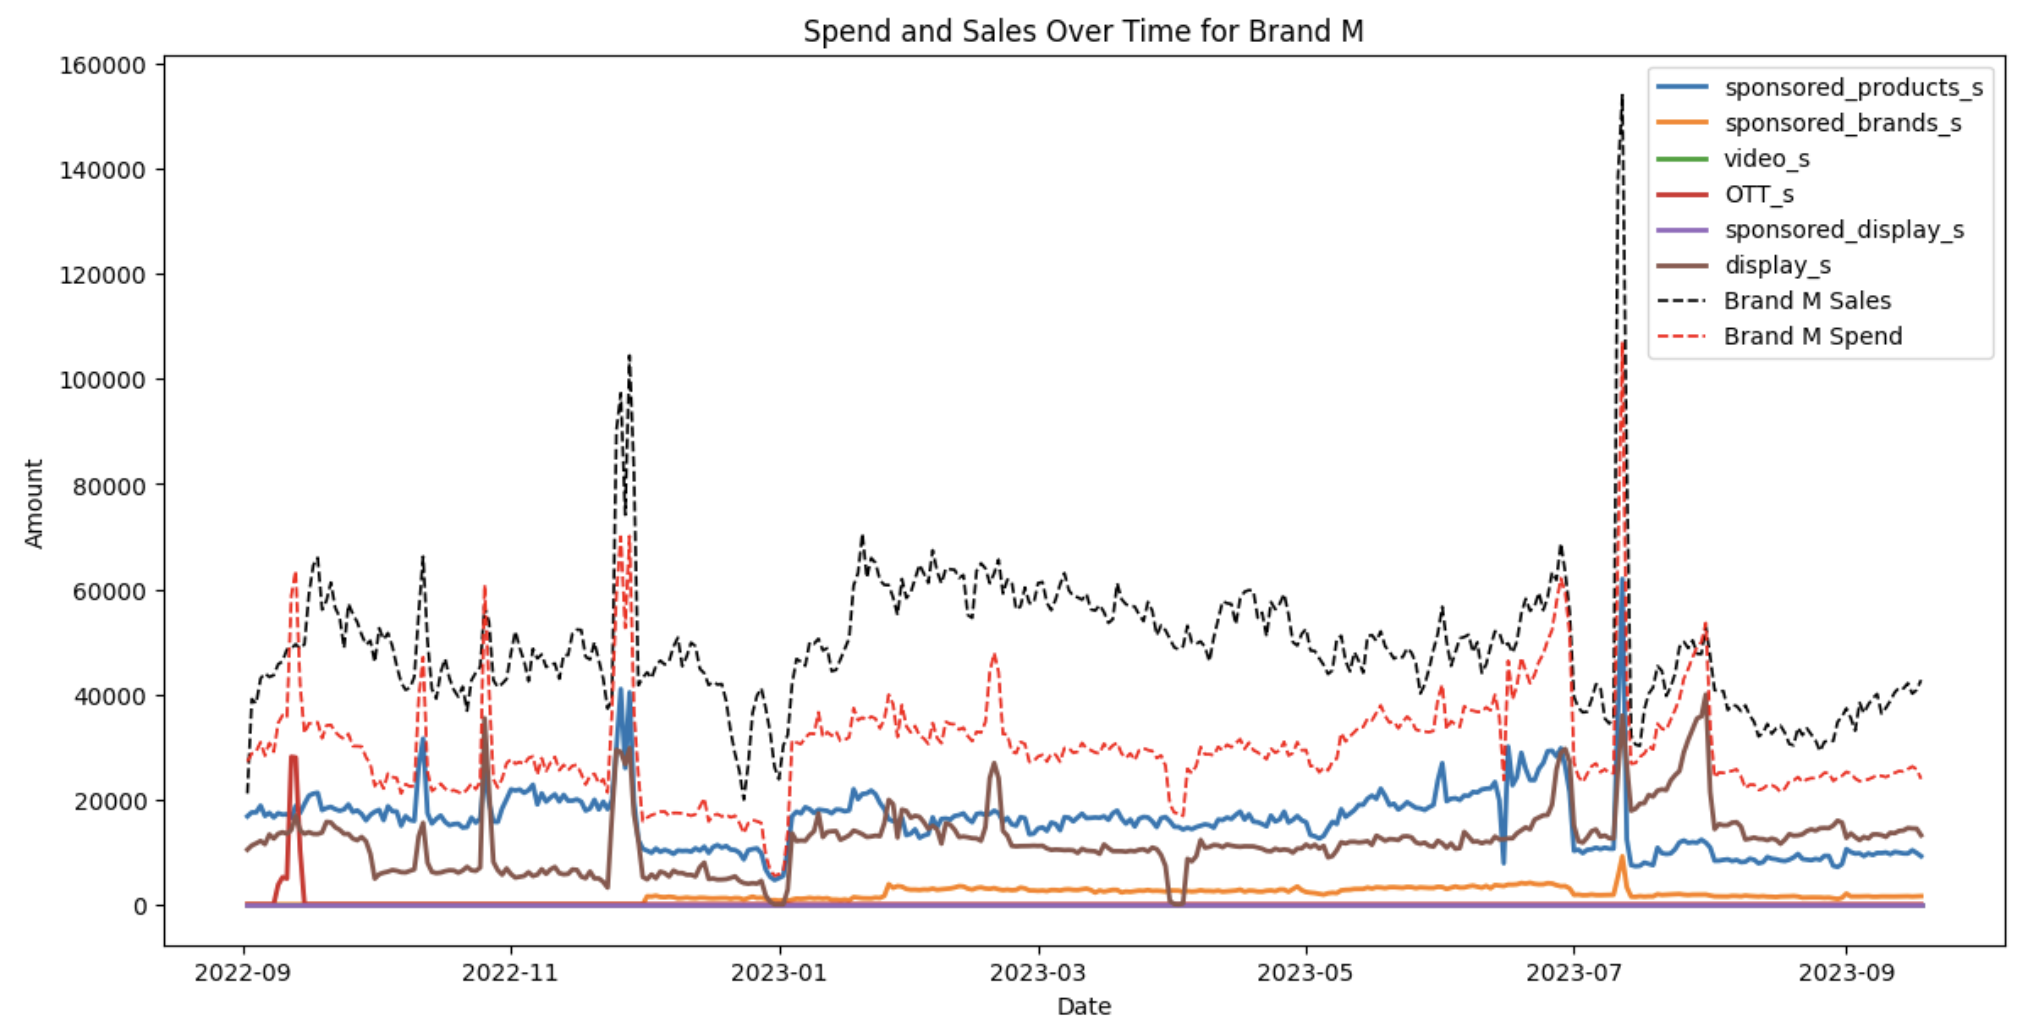 Spend and Sales Over Time for Brand M
160000
140000
120000
100000
80000
60000
40000
20000
0
Amount
sponsored_products_s
sponsored_brands_s
video_s
OTT_s
sponsored_display_s
display_s
Brand M Sales
Brand M Spend
2022-09 2022-11 2023-01 2023-03 2023-05 2023-07 2023-09
Date